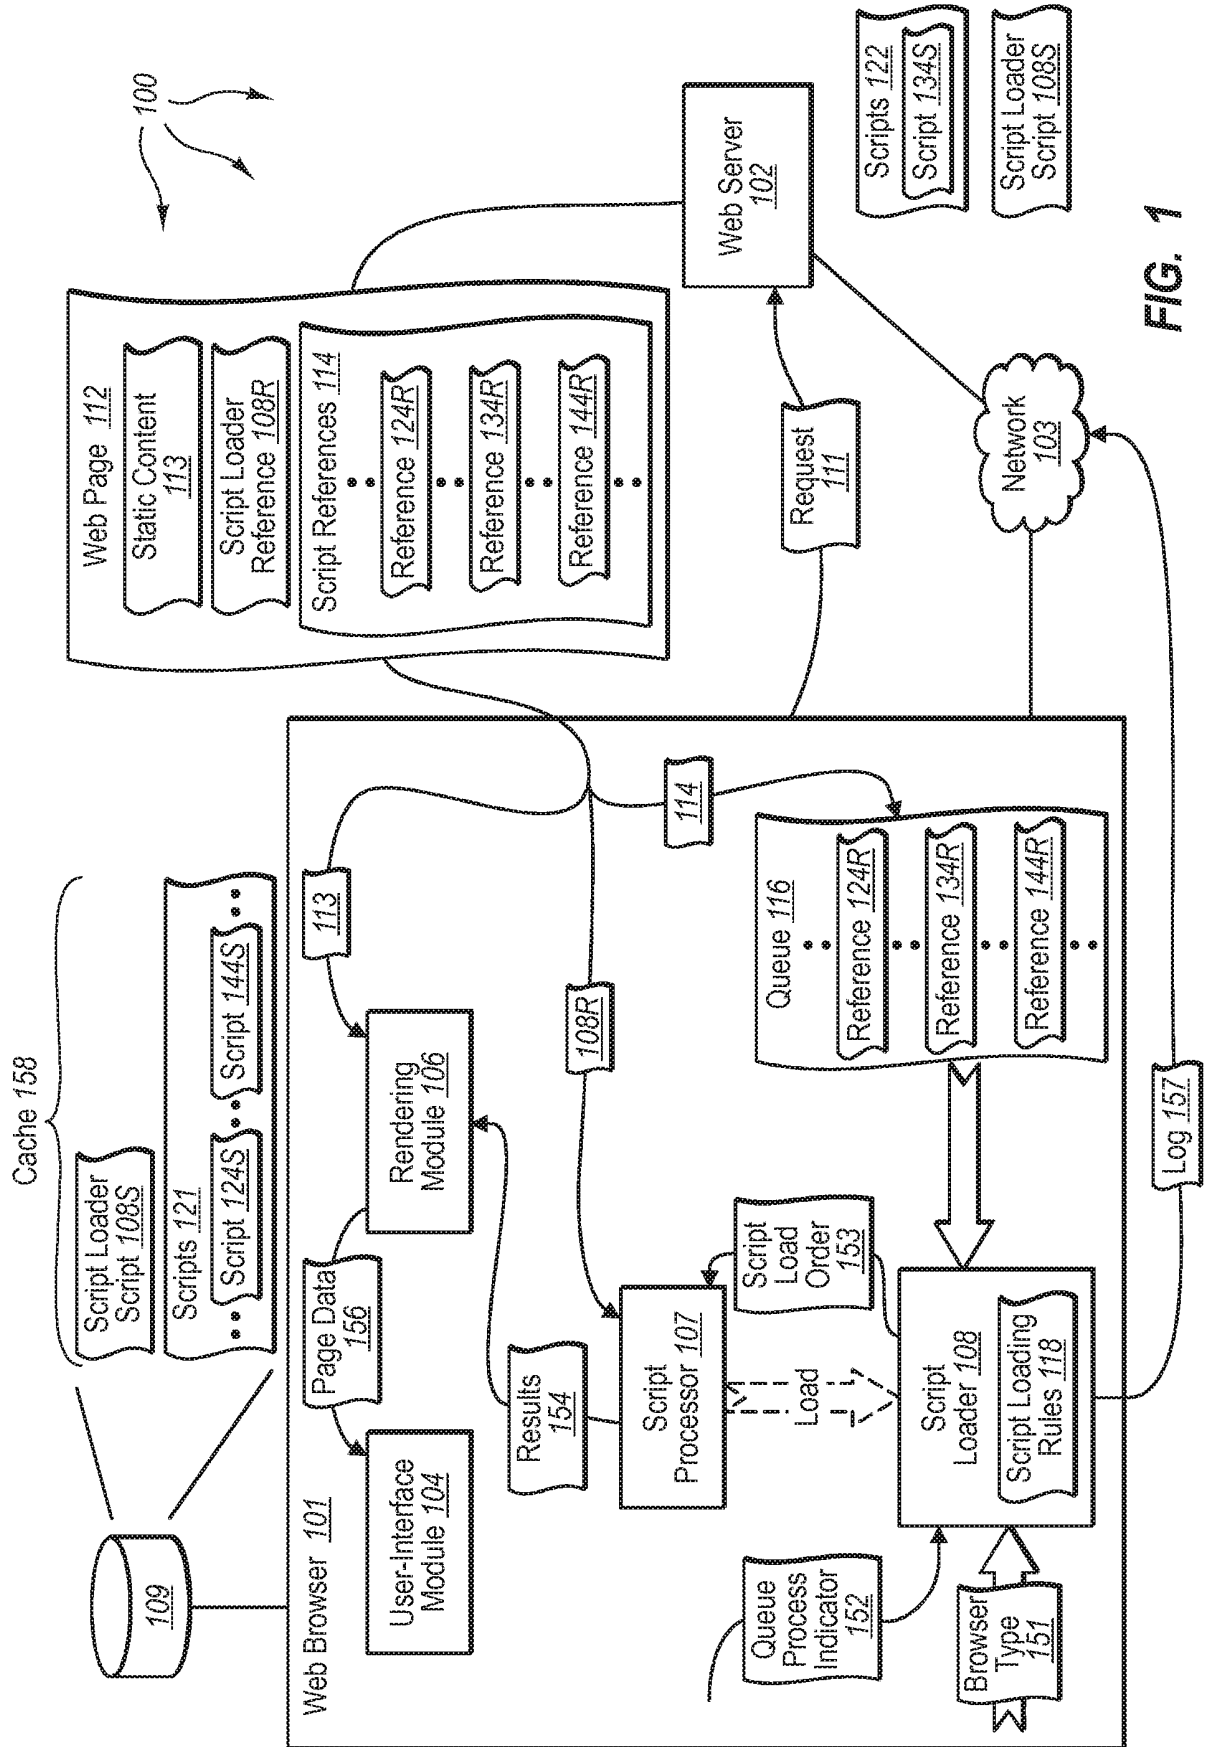 100
Cache 158
Script Loader
Script 108S
Scripts 121
Script 124S
Script 144S
109
Web Page 112
Static Content
113
Script Loader
Reference 108R
Script References 114
Reference 124R
Reference 134R
Reference 144R
Web Server
102
Scripts 122
Script 134S
Script Loader
Script 108S
Request
111
Network
103
Web Browser 101
User-Interface
Module 104
Page Data
156
Rendering
Module 106
113
108R
114
Results
154
Script
Processor 107
Script
Load
Order
153
Load
Queue 116
Reference 124R
Reference 134R
Reference 144R
Queue
Process
Indicator
152
Browser
Type
151
Script
Loader 108
Script Loading
Rules 118
Log 157
FIG. 1